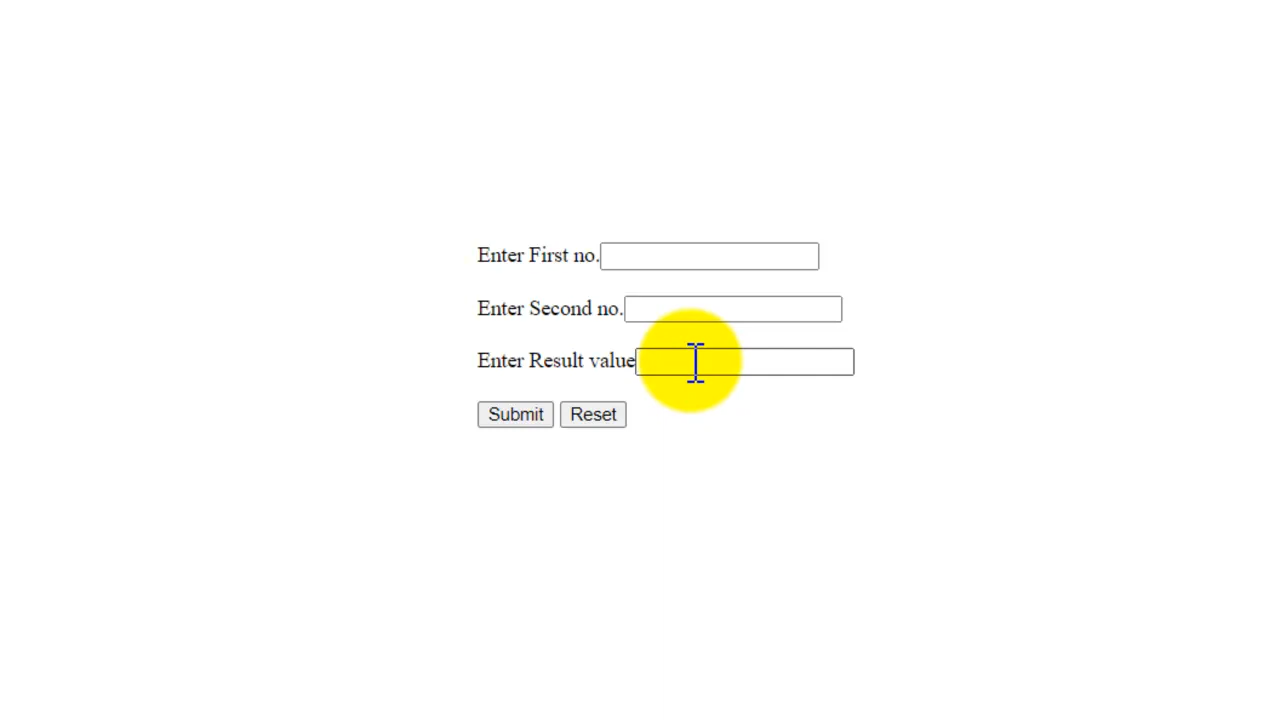 Enter First no.
Enter Second no.
Enter Result value
Submit Reset